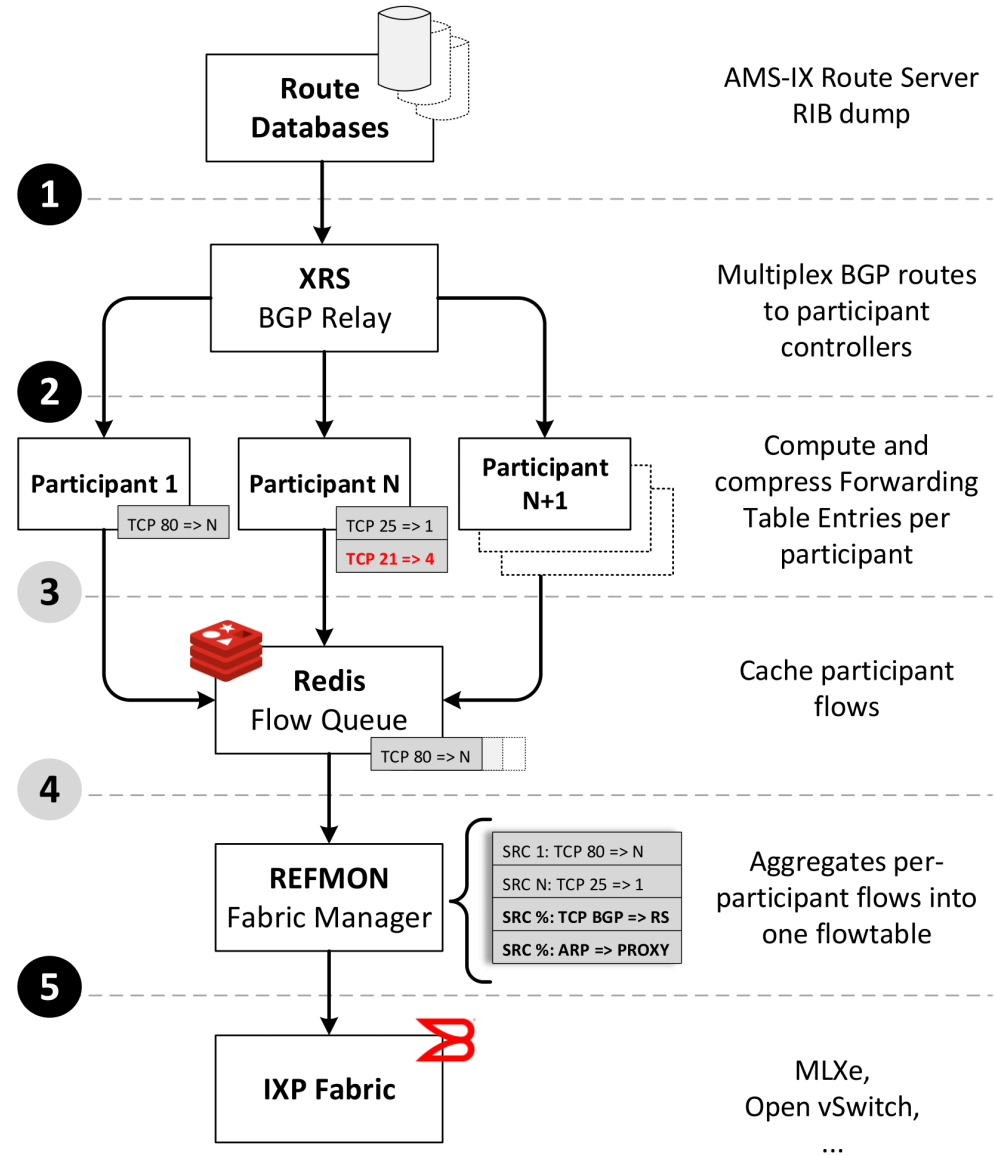 Route
Databases
AMS-IX Route Server
RIB dump
1
XRS
BGP Relay
Multiplex BGP routes
to participant
controllers
2
Participant 1
TCP 80 => N
Participant N
TCP 25 => 1
TCP 21 => 4
Participant
N+1
Compute and
compress Forwarding
Table Entries per
participant
3
Redis
Flow Queue
TCP 80 => N
Cache participant
flows
4
REFMON
Fabric Manager
SRC 1: TCP 80 => N
SRC N: TCP 25 => 1
SRC %: TCP BGP => RS
SRC %: ARP => PROXY
Aggregates per-
participant flows into
one flowtable
5
IXP Fabric
MLXe,
Open vSwitch,
...